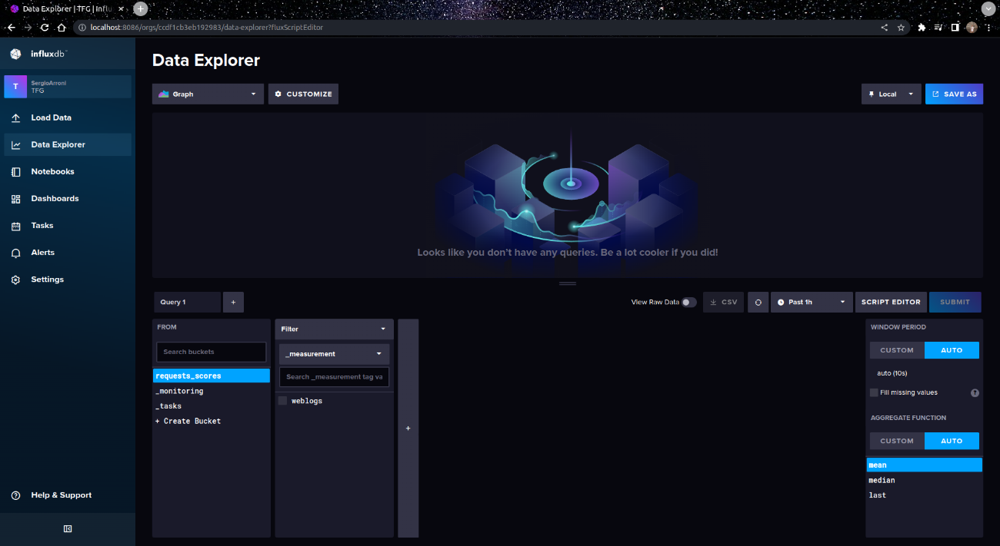 Data Explorer | TFG | Influ
localhost:8086/orgs/ccdf1cb3eb192983/data-explorer?fluxScriptEditor
influxdb™
T
SergioArroni
TFG
Load Data
Data Explorer
Notebooks
Dashboards
Tasks
Alerts
Settings
Help & Support
Data Explorer
Graph
CUSTOMIZE
Local
SAVE AS
Looks like you don't have any queries. Be a lot cooler if you did!
Query 1
+
View Raw Data
CSV
Past 1h
SCRIPT EDITOR
SUBMIT
FROM
Search buckets
requests_scores
_monitoring
_tasks
+ Create Bucket
Filter
_measurement
Search _measurement tag va
weblogs
+
WINDOW PERIOD
CUSTOM
AUTO
auto (10s)
Fill missing values
?
AGGREGATE FUNCTION
CUSTOM
AUTO
mean
median
last